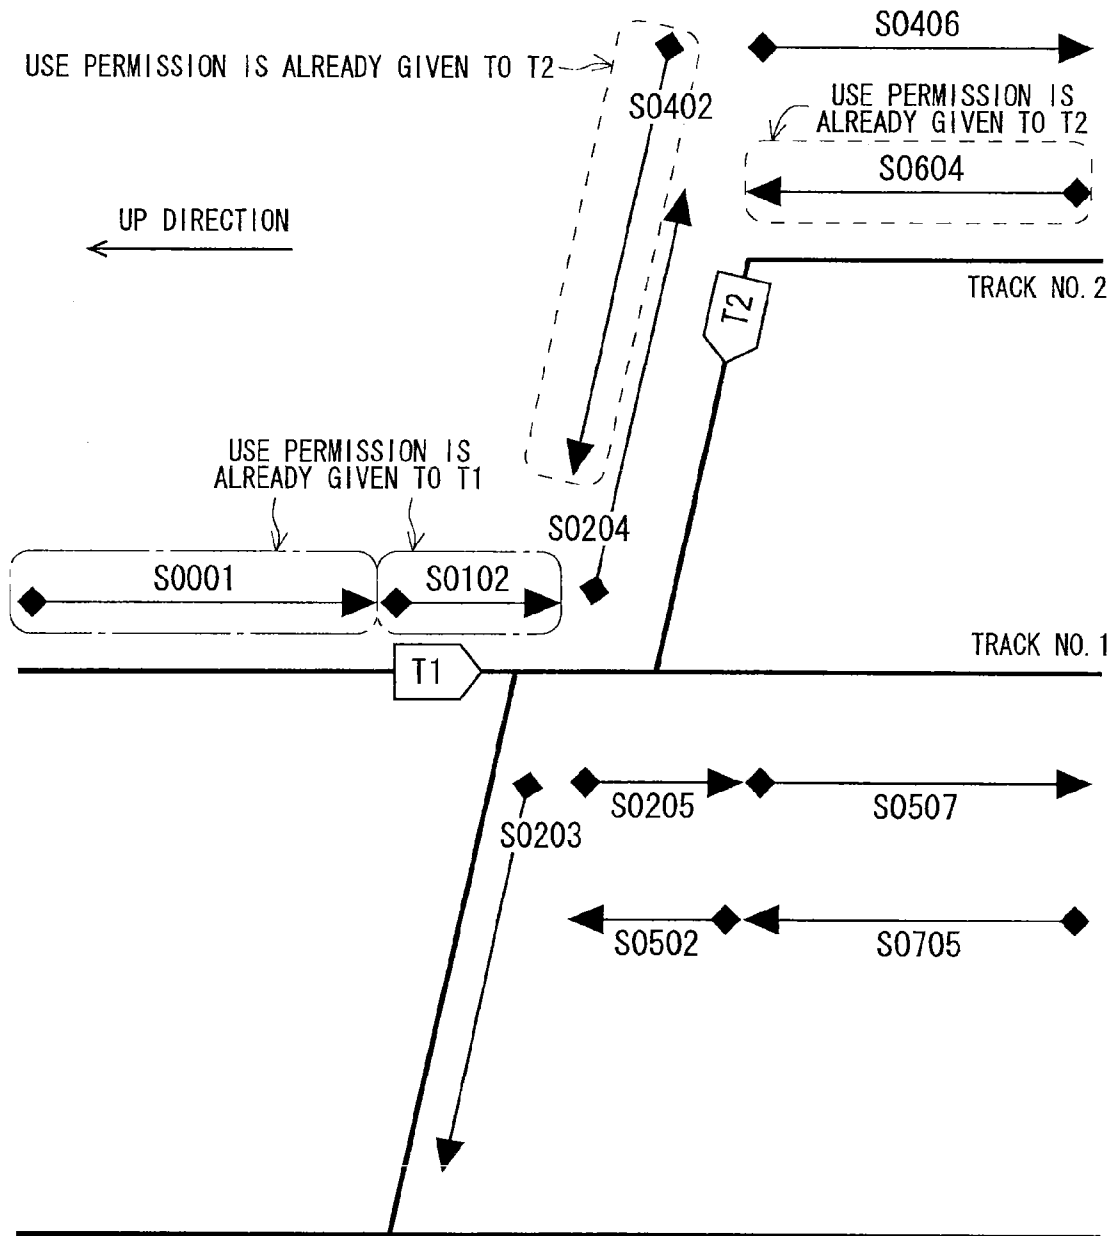 S0406
USE PERMISSION IS ALREADY GIVEN TO T2
S0402
USE PERMISSION IS
ALREADY GIVEN TO T2
S0604
UP DIRECTION
TRACK NO. 2
T2
USE PERMISSION IS
ALREADY GIVEN TO T1
S0204
S0001
S0102
TRACK NO. 1
T1
S0205
S0507
S0203
S0502
S0705